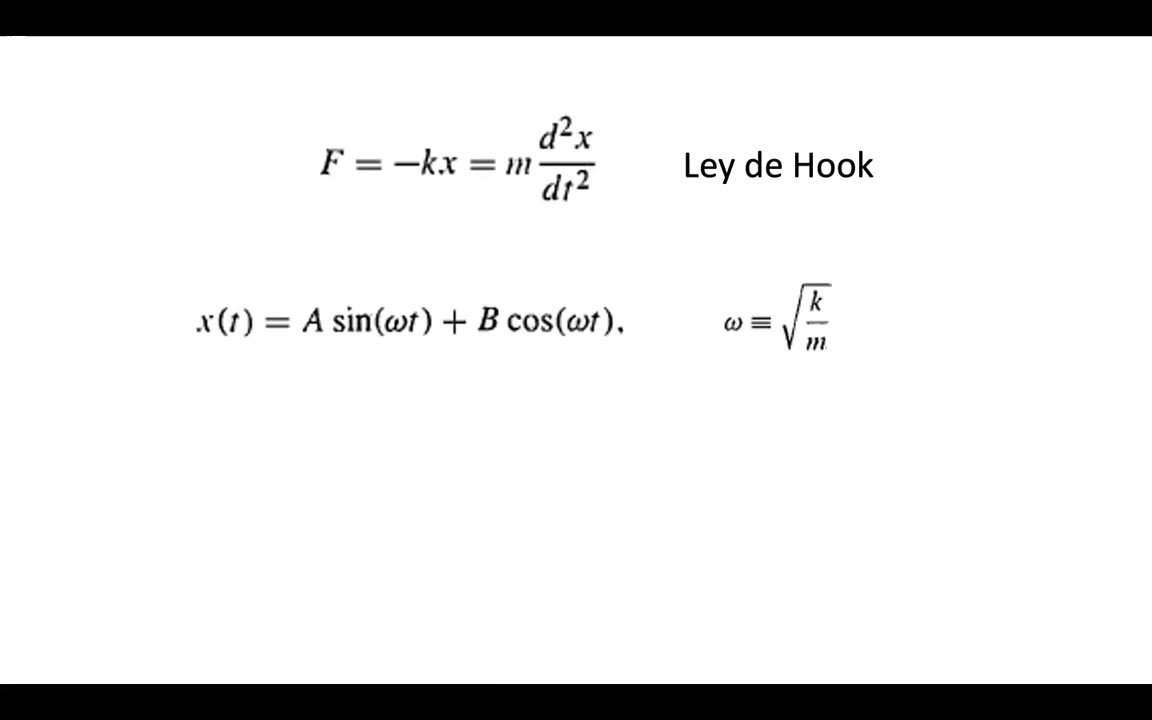 F = −kx = m d²x/dt² Ley de Hook
x(t) = A sin(ωt) + B cos(ωt), ω ≡ √(k/m)